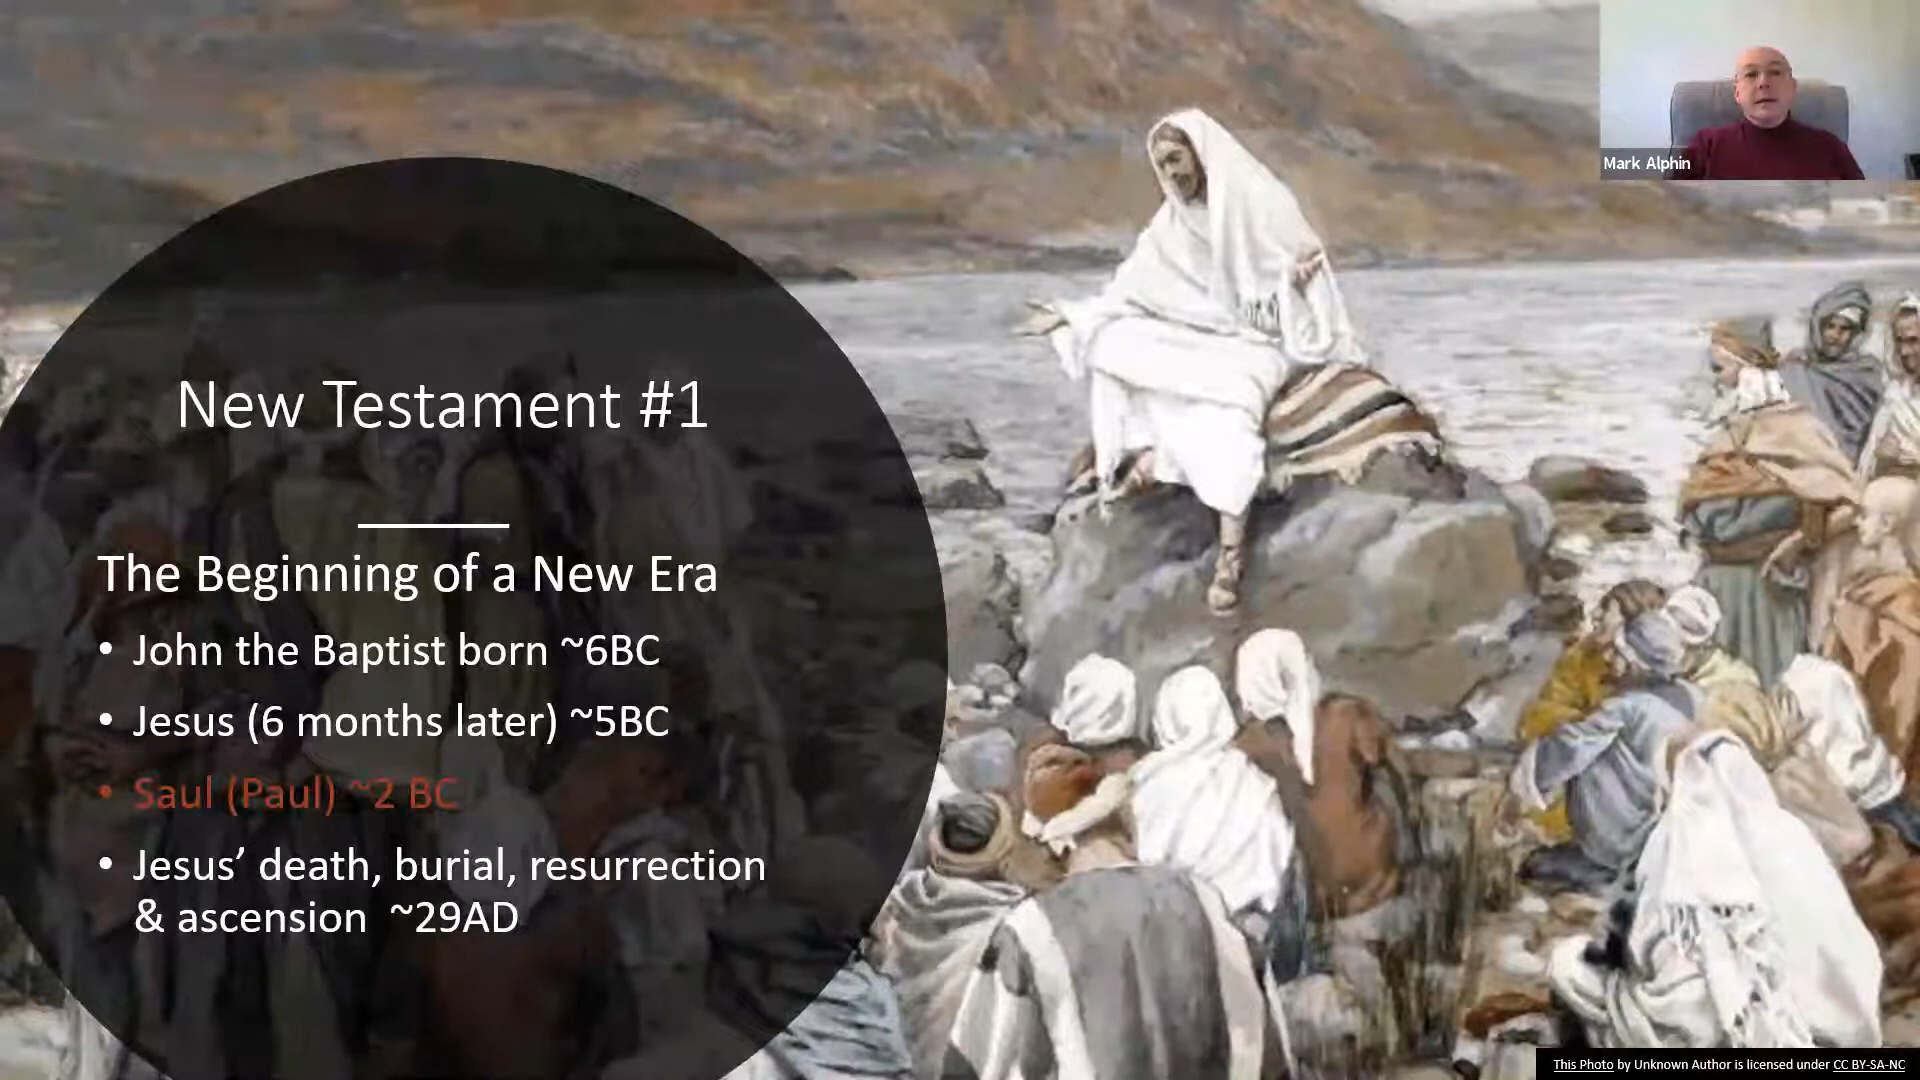 Mark Alphin
New Testament #1
The Beginning of a New Era
• John the Baptist born ~6BC
• Jesus (6 months later) ~5BC
• Saul (Paul) ~2 BC
• Jesus’ death, burial, resurrection
& ascension ~29AD
This Photo by Unknown Author is licensed under CC BY-SA-NC